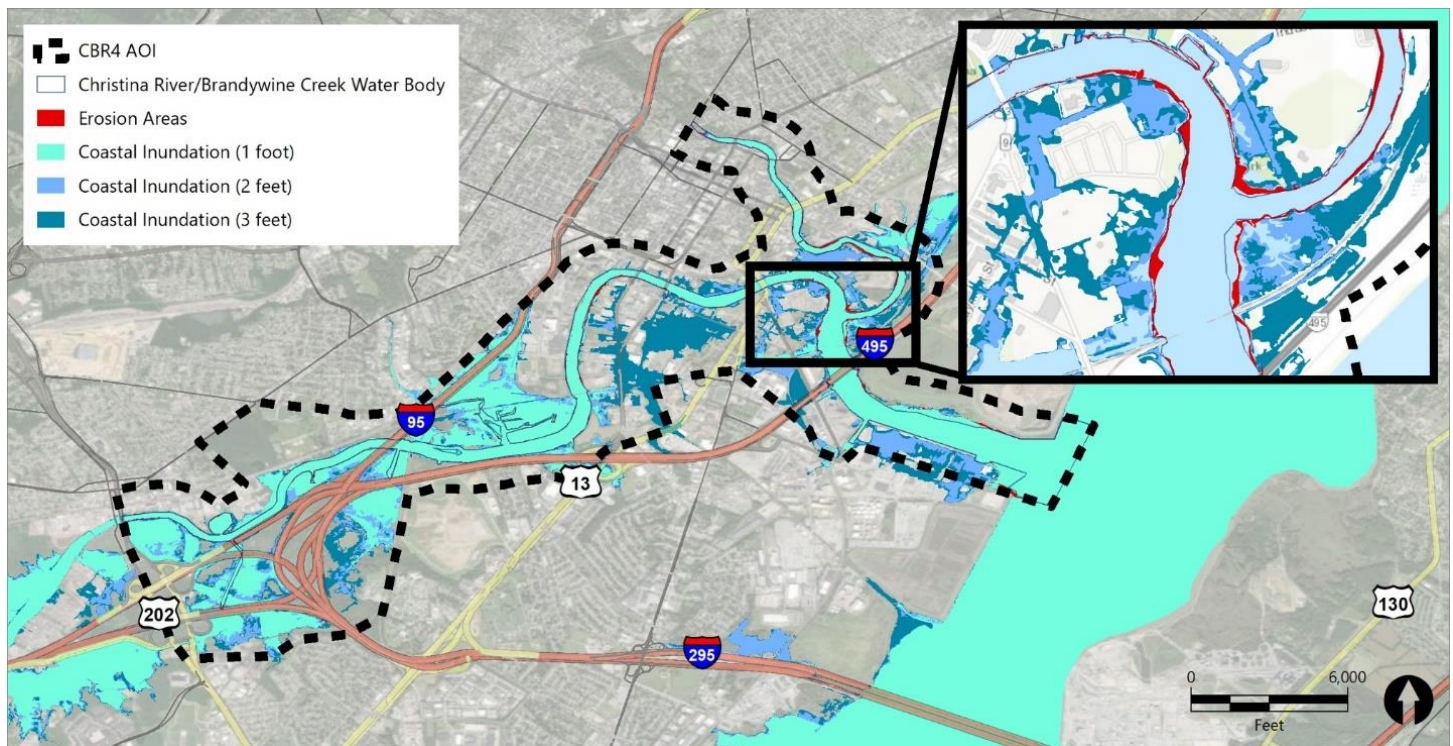 CBR4 AOI
Christina River/Brandywine Creek Water Body
Erosion Areas
Coastal Inundation (1 foot)
Coastal Inundation (2 feet)
Coastal Inundation (3 feet)
495
495
95
13
202
295
130
0 6,000
Feet